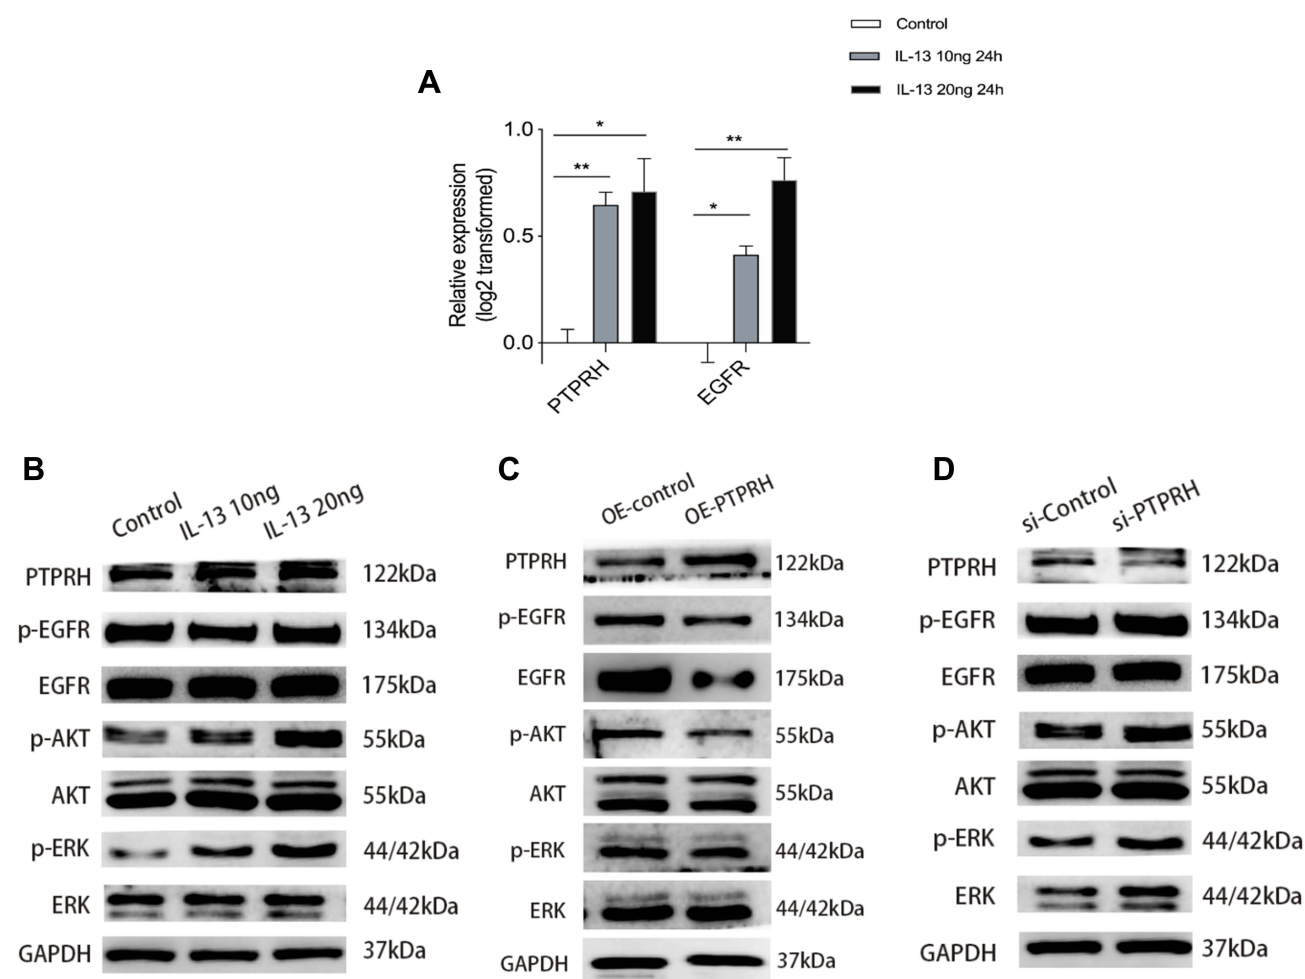 Control
IL-13 10ng 24h
IL-13 20ng 24h
A
Relative expression
(log2 transformed)
1.0
0.5
0.0
*
**
**
*
PTPRH
EGFR
B
Control
IL-13 10ng
IL-13 20ng
PTPRH 122kDa
p-EGFR 134kDa
EGFR 175kDa
p-AKT 55kDa
AKT 55kDa
p-ERK 44/42kDa
ERK 44/42kDa
GAPDH 37kDa
C
OE-control
OE-PTPRH
PTPRH 122kDa
p-EGFR 134kDa
EGFR 175kDa
p-AKT 55kDa
AKT 55kDa
p-ERK 44/42kDa
ERK 44/42kDa
GAPDH 37kDa
D
si-Control
si-PTPRH
PTPRH 122kDa
p-EGFR 134kDa
EGFR 175kDa
p-AKT 55kDa
AKT 55kDa
p-ERK 44/42kDa
ERK 44/42kDa
GAPDH 37kDa